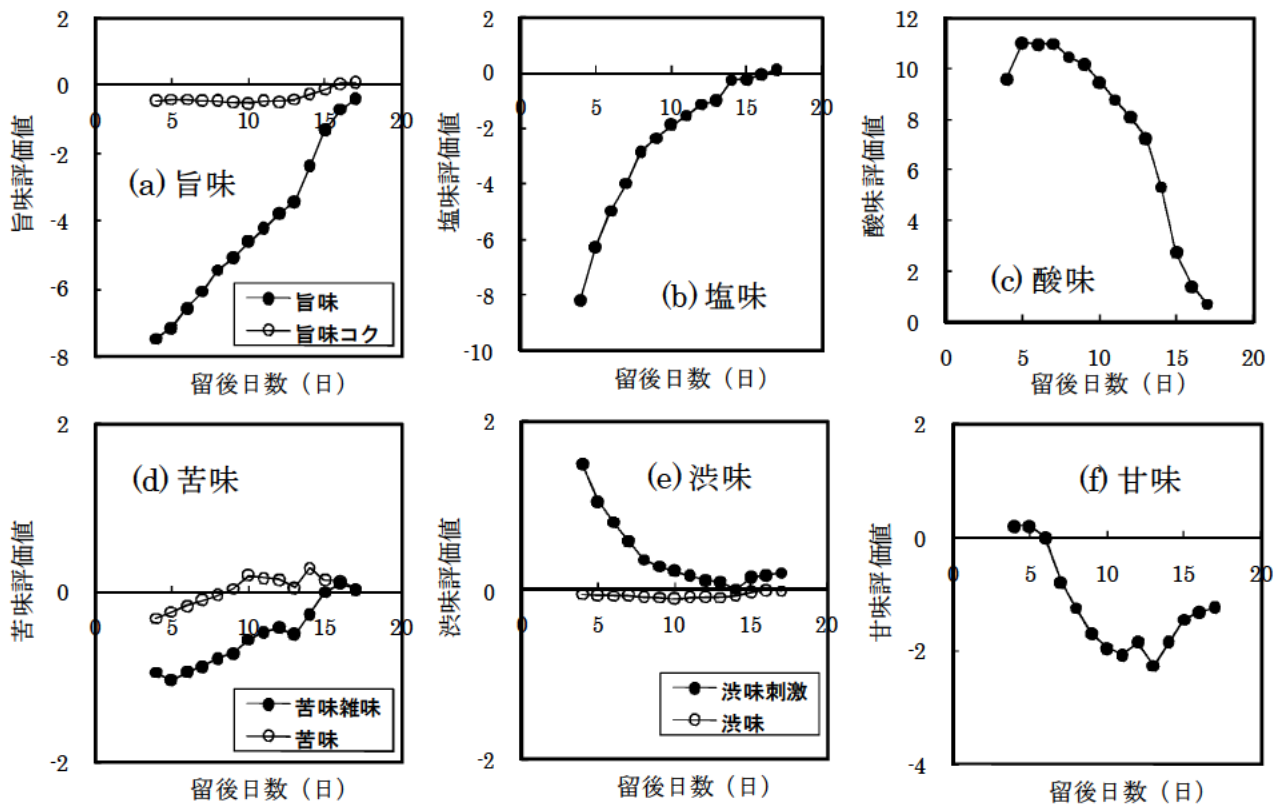 2
0
-2
-4
-6
-8
0
5
10
15
20
旨味評価値
(a) 旨味
旨味
旨味コク
留後日数（日）
2
0
-2
-4
-6
-8
-10
0
5
10
15
20
塩味評価値
(b) 塩味
留後日数（日）
12
10
8
6
4
2
0
0
5
10
15
20
酸味評価値
(c) 酸味
留後日数（日）
2
0
-2
0
5
10
15
20
苦味評価値
(d) 苦味
苦味雑味
苦味
留後日数（日）
2
0
-2
0
5
10
15
20
渋味評価値
(e) 渋味
渋味刺激
渋味
留後日数（日）
2
0
-2
-4
0
5
10
15
20
甘味評価値
(f) 甘味
留後日数（日）